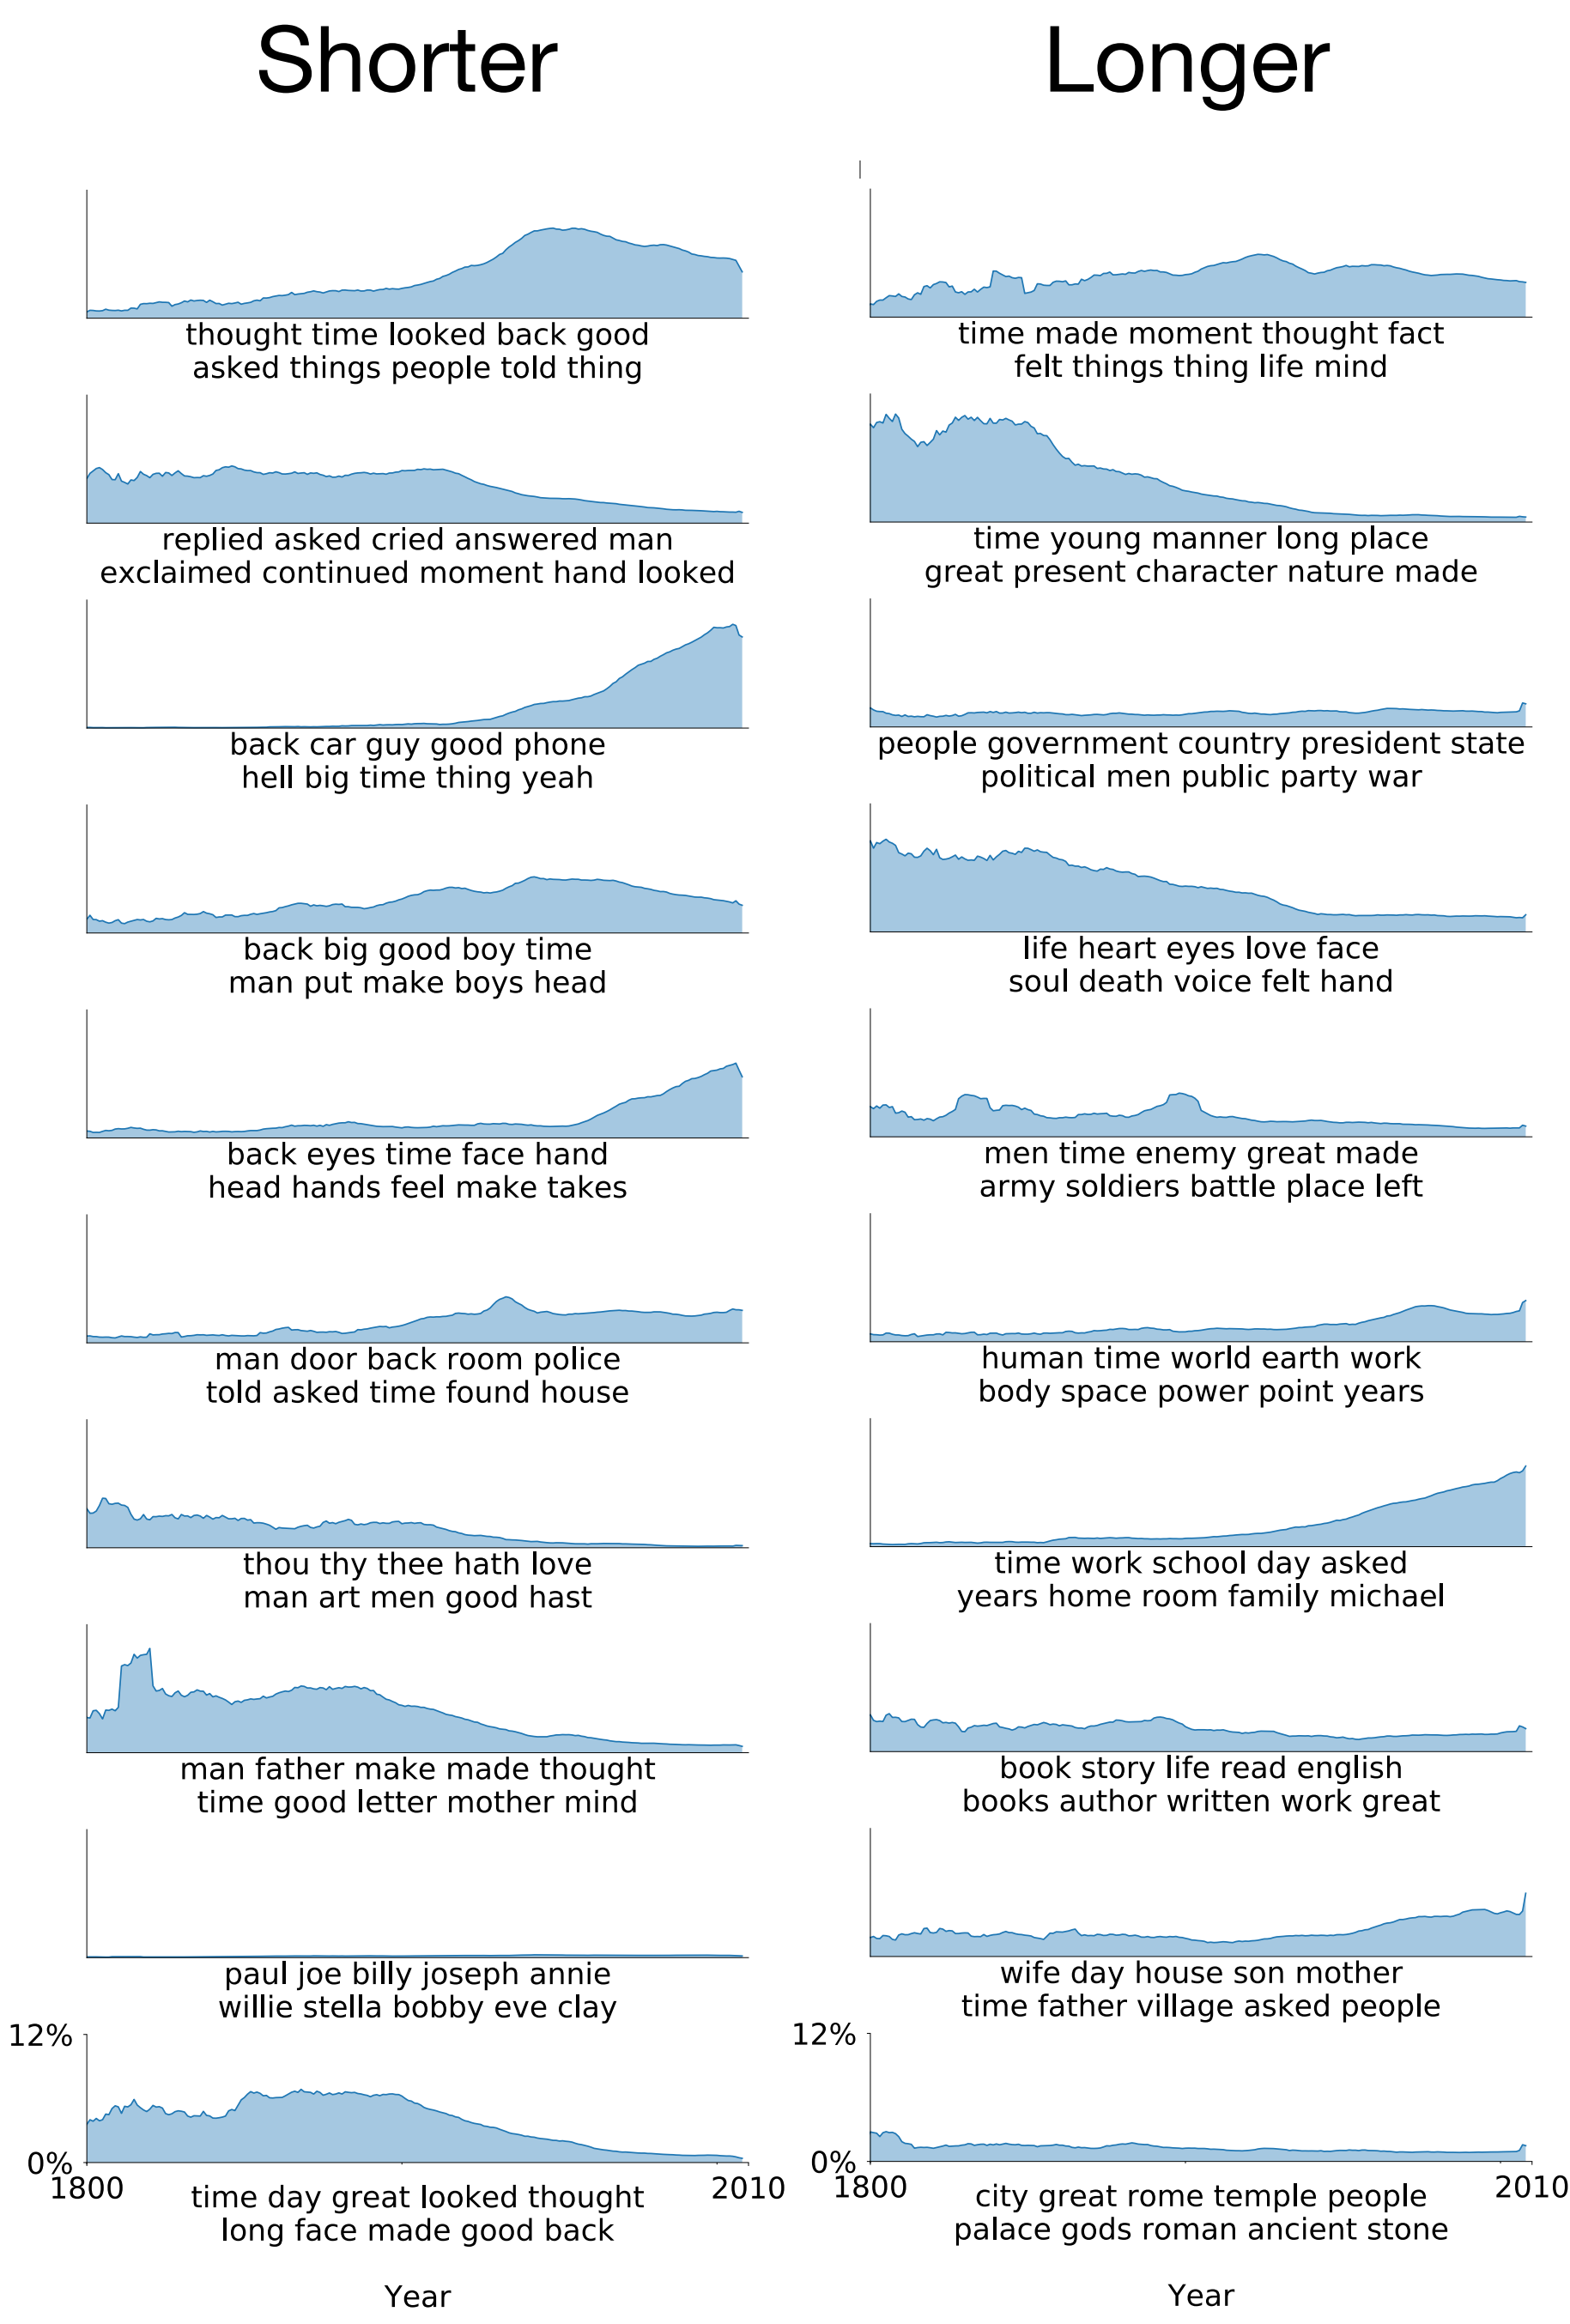 Shorter
thought time looked back good
asked things people told thing
replied asked cried answered man
exclaimed continued moment hand looked
back car guy good phone
hell big time thing yeah
back big good boy time
man put make boys head
back eyes time face hand
head hands feel make takes
man door back room police
told asked time found house
thou thy thee hath love
man art men good hast
man father make made thought
time good letter mother mind
paul joe billy joseph annie
willie stella bobby eve clay
12%
0%
1800
2010
time day great looked thought
long face made good back
Year
Longer
time made moment thought fact
felt things thing life mind
time young manner long place
great present character nature made
people government country president state
political men public party war
life heart eyes love face
soul death voice felt hand
men time enemy great made
army soldiers battle place left
human time world earth work
body space power point years
time work school day asked
years home room family michael
book story life read english
books author written work great
wife day house son mother
time father village asked people
12%
0%
1800
2010
city great rome temple people
palace gods roman ancient stone
Year